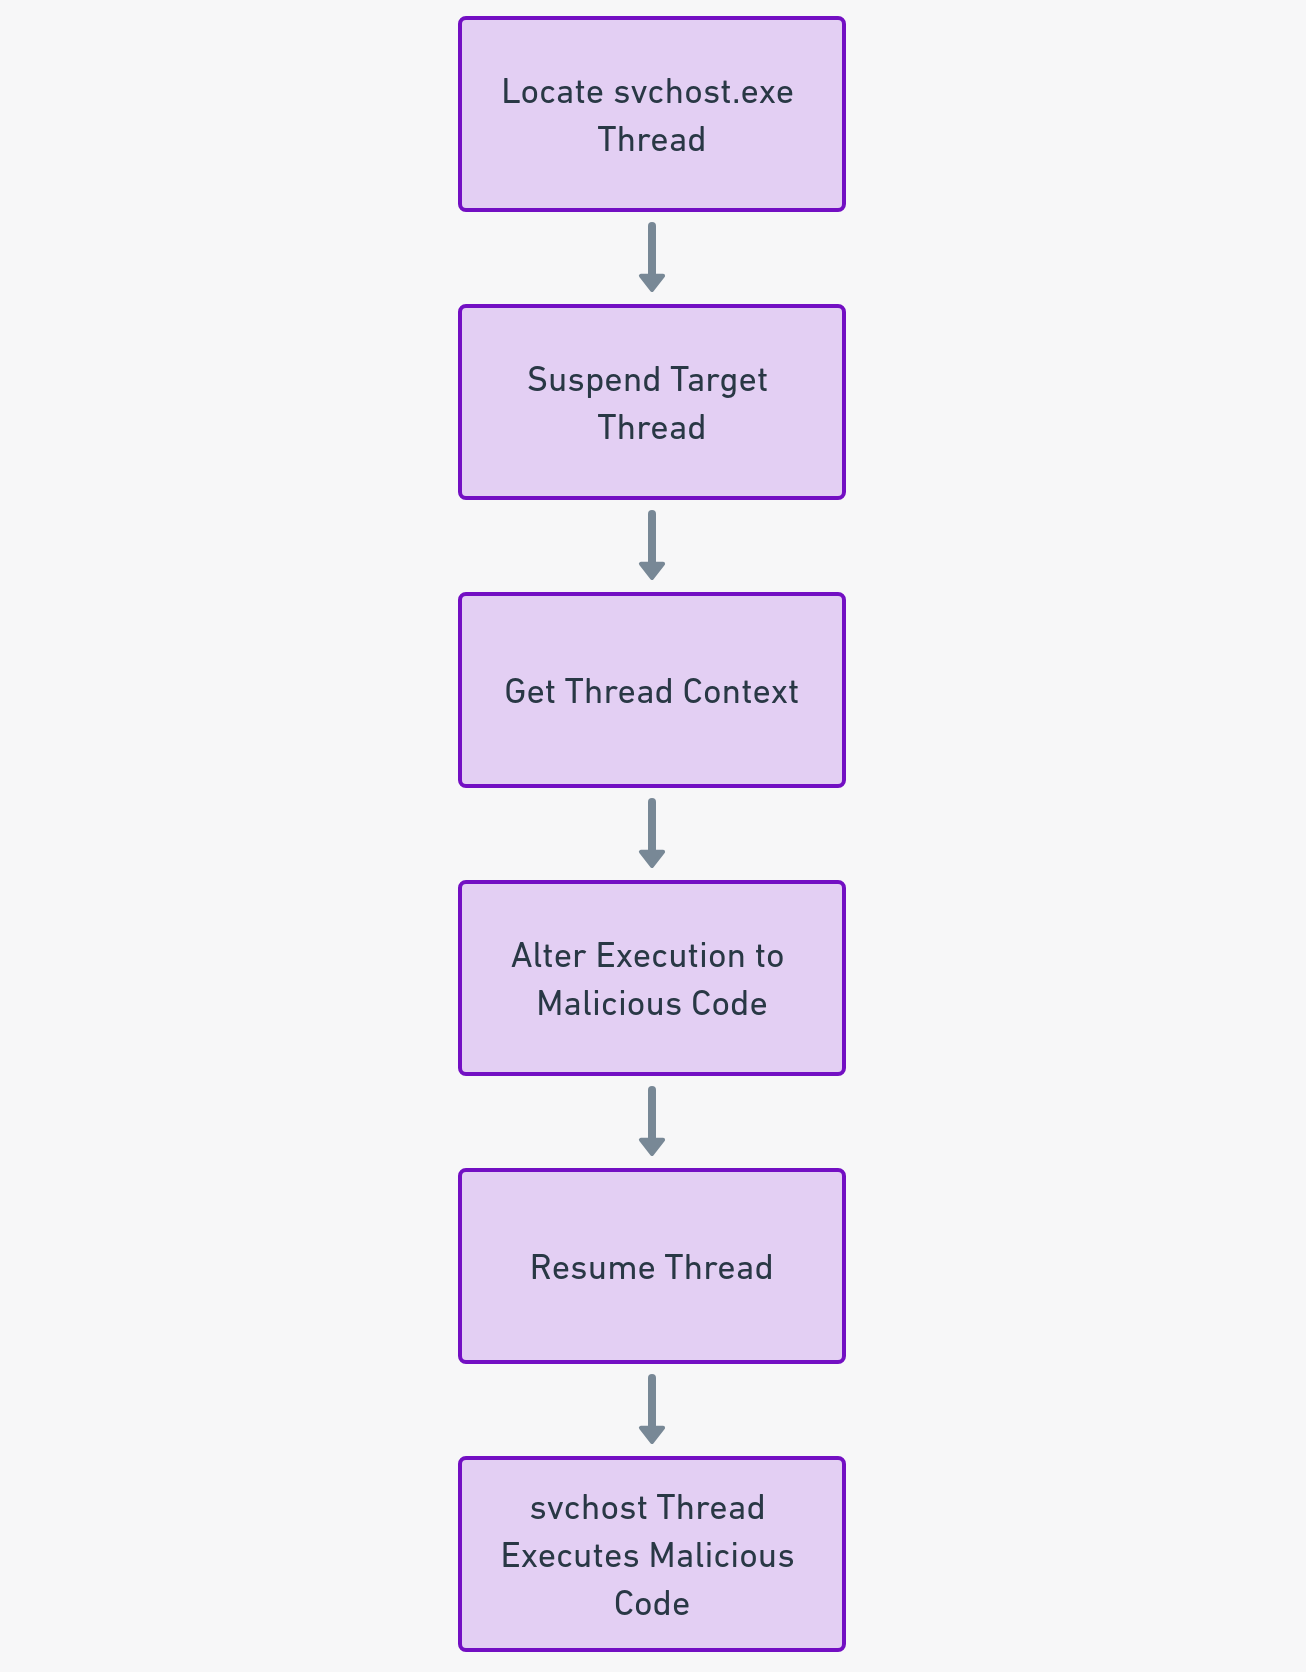 Locate svchost.exe
Thread
Suspend Target
Thread
Get Thread Context
Alter Execution to
Malicious Code
Resume Thread
svchost Thread
Executes Malicious
Code